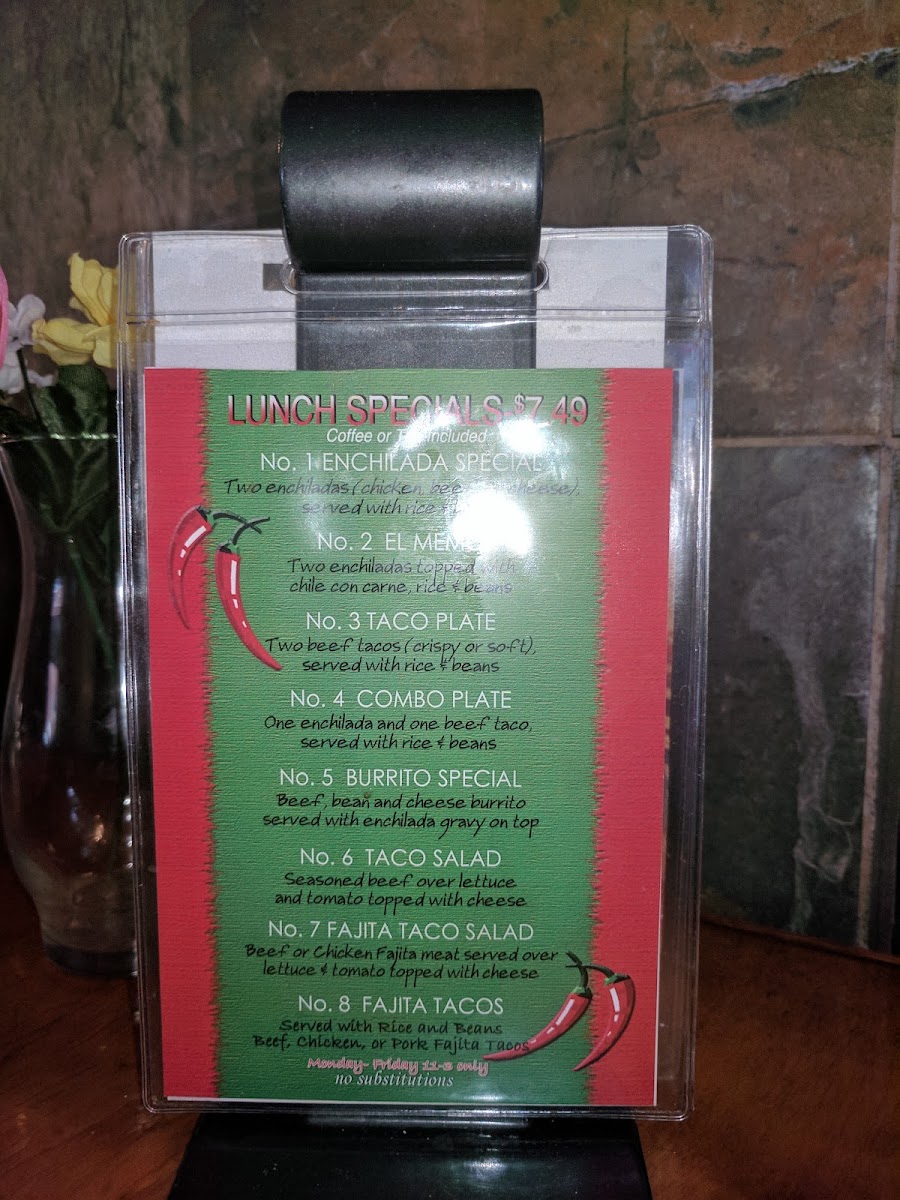 LUNCH SPECIALS-$7.49
Coffee or Included
No. 1 ENCHILADA SPECIAL
Two enchiladas (chicken, beef cheese),
served with rice &
No. 2 EL
Two enchiladas topped with
chile con carne, rice & beans
No. 3 TACO PLATE
Two beef tacos (crispy or soft),
served with rice & beans
No. 4 COMBO PLATE
One enchilada and one beef taco,
served with rice & beans
No. 5 BURRITO SPECIAL
Beef, bean and cheese burrito
served with enchilada gravy on top
No. 6 TACO SALAD
Seasoned beef over lettuce
and tomato topped with cheese
No. 7 FAJITA TACO SALAD
Beef or Chicken Fajita meat served over
lettuce & tomato topped with cheese
No. 8 FAJITA TACOS
Served with Rice and Beans
Beef, Chicken, or Pork Fajita Tacos
Monday- Friday 11-3 only
no substitutions